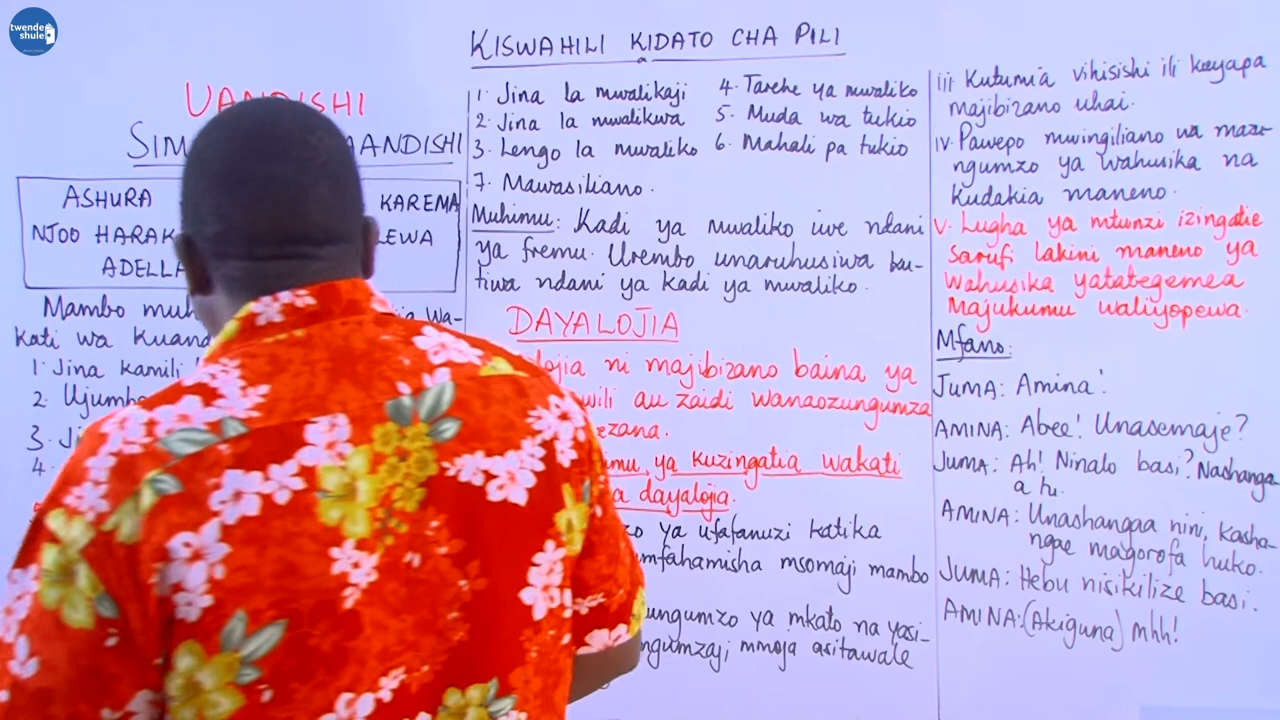 twende
shule
KISWAHILI KIDATO CHA PILI
UANDISHI
SIM AANDISHI
ASHURA KAREMA
NJOO HARAK LEWA
ADELLA
Mambo muh Wa-
kati wa kuand
1. Jina kamili
2. Ujumbe
3. Ji
4.
1. Jina la mwalikaji
2. Jina la mwalikwa
3. Lengo la mwaliko
4. Tarehe ya mwaliko
5. Muda wa tukio
6. Mahali pa tukio
7. Mawasiliano.
Muhimu: Kadi ya mwaliko iwe ndani
ya fremu. Urembo unaruhusiwa ku-
tiwa ndani ya kadi ya mwaliko.
DAYALOJIA
lojia ni majibizano baina ya
wili au zaidi wanaozungumza
ezana.
imu ya kuzingatia wakati
a dayalojia.
zo ya ufafanuzi katika
mfahamisha msomaji mambo
ungumzo ya mkato na yasi-
ngumzaji mmoja asitawale
iii. Kutumia vihisishi ili kuyapa
majibizano uhai.
iv. Pawepo mwingiliano wa mazu-
ngumzo ya wahusika na
kudakia maneno.
v. Lugha ya mtunzi izingatie
sarufi lakini maneno ya
wahusika yatategemea
majukumu waliyopewa.
Mfano:
JUMA: Amina!
AMINA: Abee! Unasemaje?
JUMA: Ah! Ninalo basi? Nashanga
a tu.
AMINA: Unashangaa nini, kasha-
ngae magorofa huko.
JUMA: Hebu nisikilize basi.
AMINA: (Akiguna) mhh!